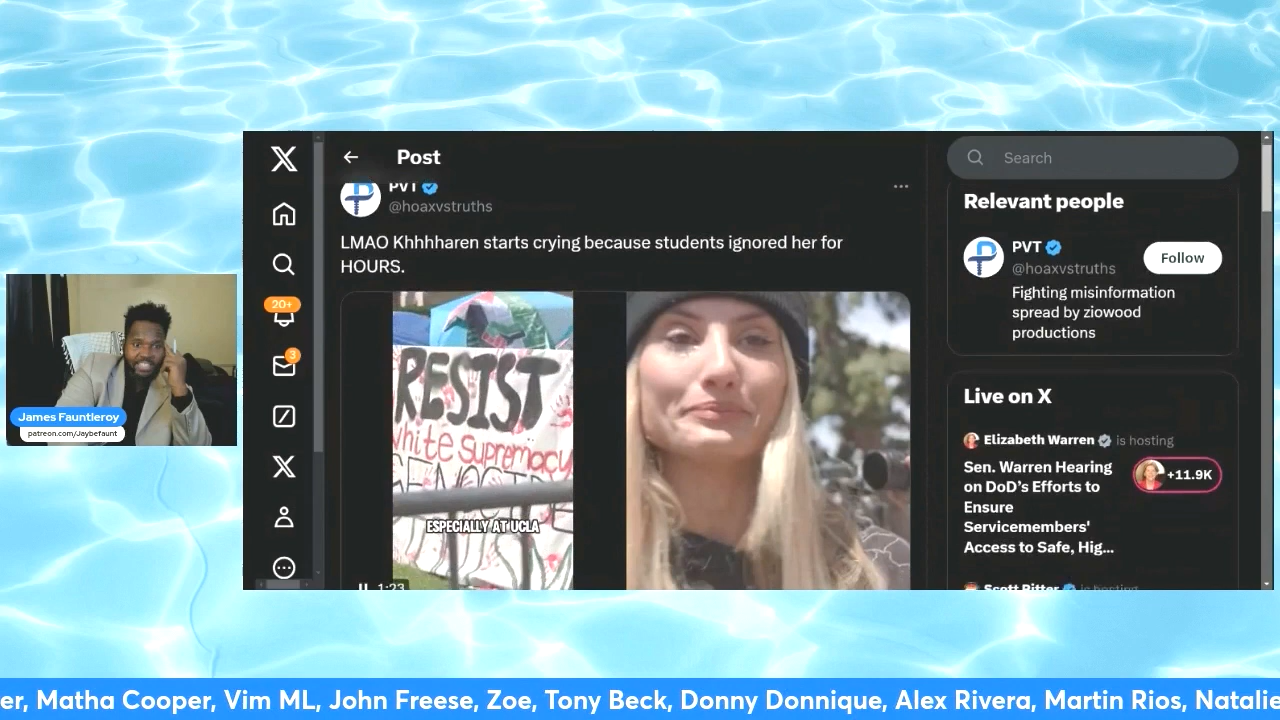 Post
Search
PVT
@hoaxvstruths
LMAO Khhhharen starts crying because students ignored her for
HOURS.
RESIST
white Supremacy
GENOCIDE
ESPECIALLY AT UCLA
1:23
20+
3
Relevant people
PVT
@hoaxvstruths
Follow
Fighting misinformation
spread by ziowood
productions
Live on X
Elizabeth Warren is hosting
Sen. Warren Hearing
on DoD's Efforts to
Ensure
Servicemembers'
Access to Safe, Hig...
+11.9K
Scott Ritter is hosting
James Fauntleroy
patreon.com/Jaybefaunt
er, Matha Cooper, Vim ML, John Freese, Zoe, Tony Beck, Donny Donnique, Alex Rivera, Martin Rios, Natalie